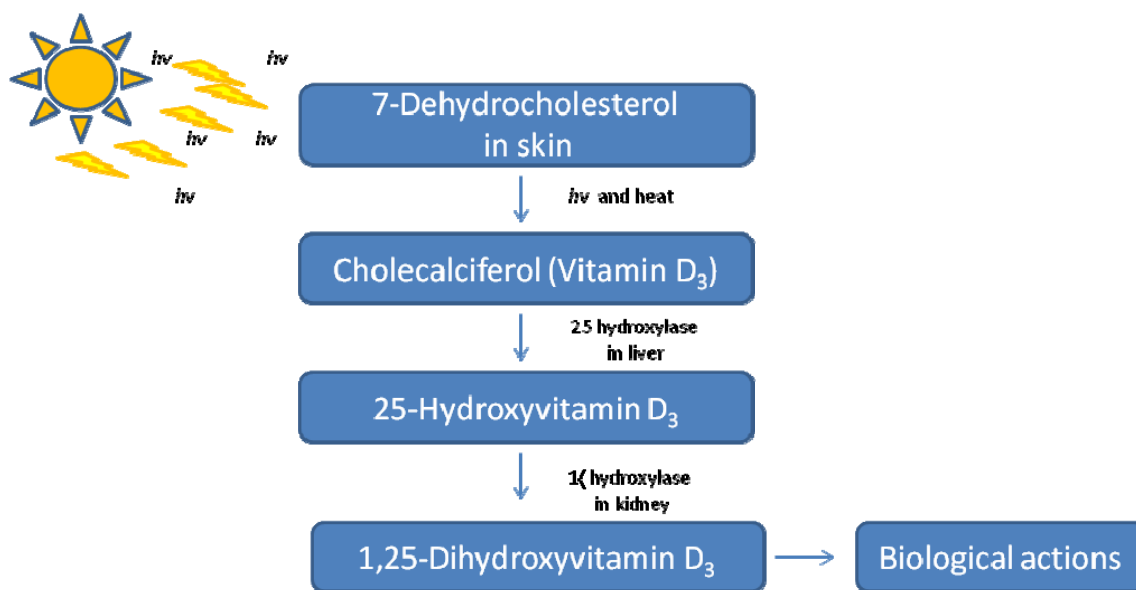 hv
hv
7-Dehydrocholesterol
in skin
hv
hv
hv
hv and heat
Cholecalciferol (Vitamin D₃)
25 hydroxylase
in liver
25-Hydroxyvitamin D₃
1( hydroxylase
in kidney
1,25-Dihydroxyvitamin D₃
Biological actions